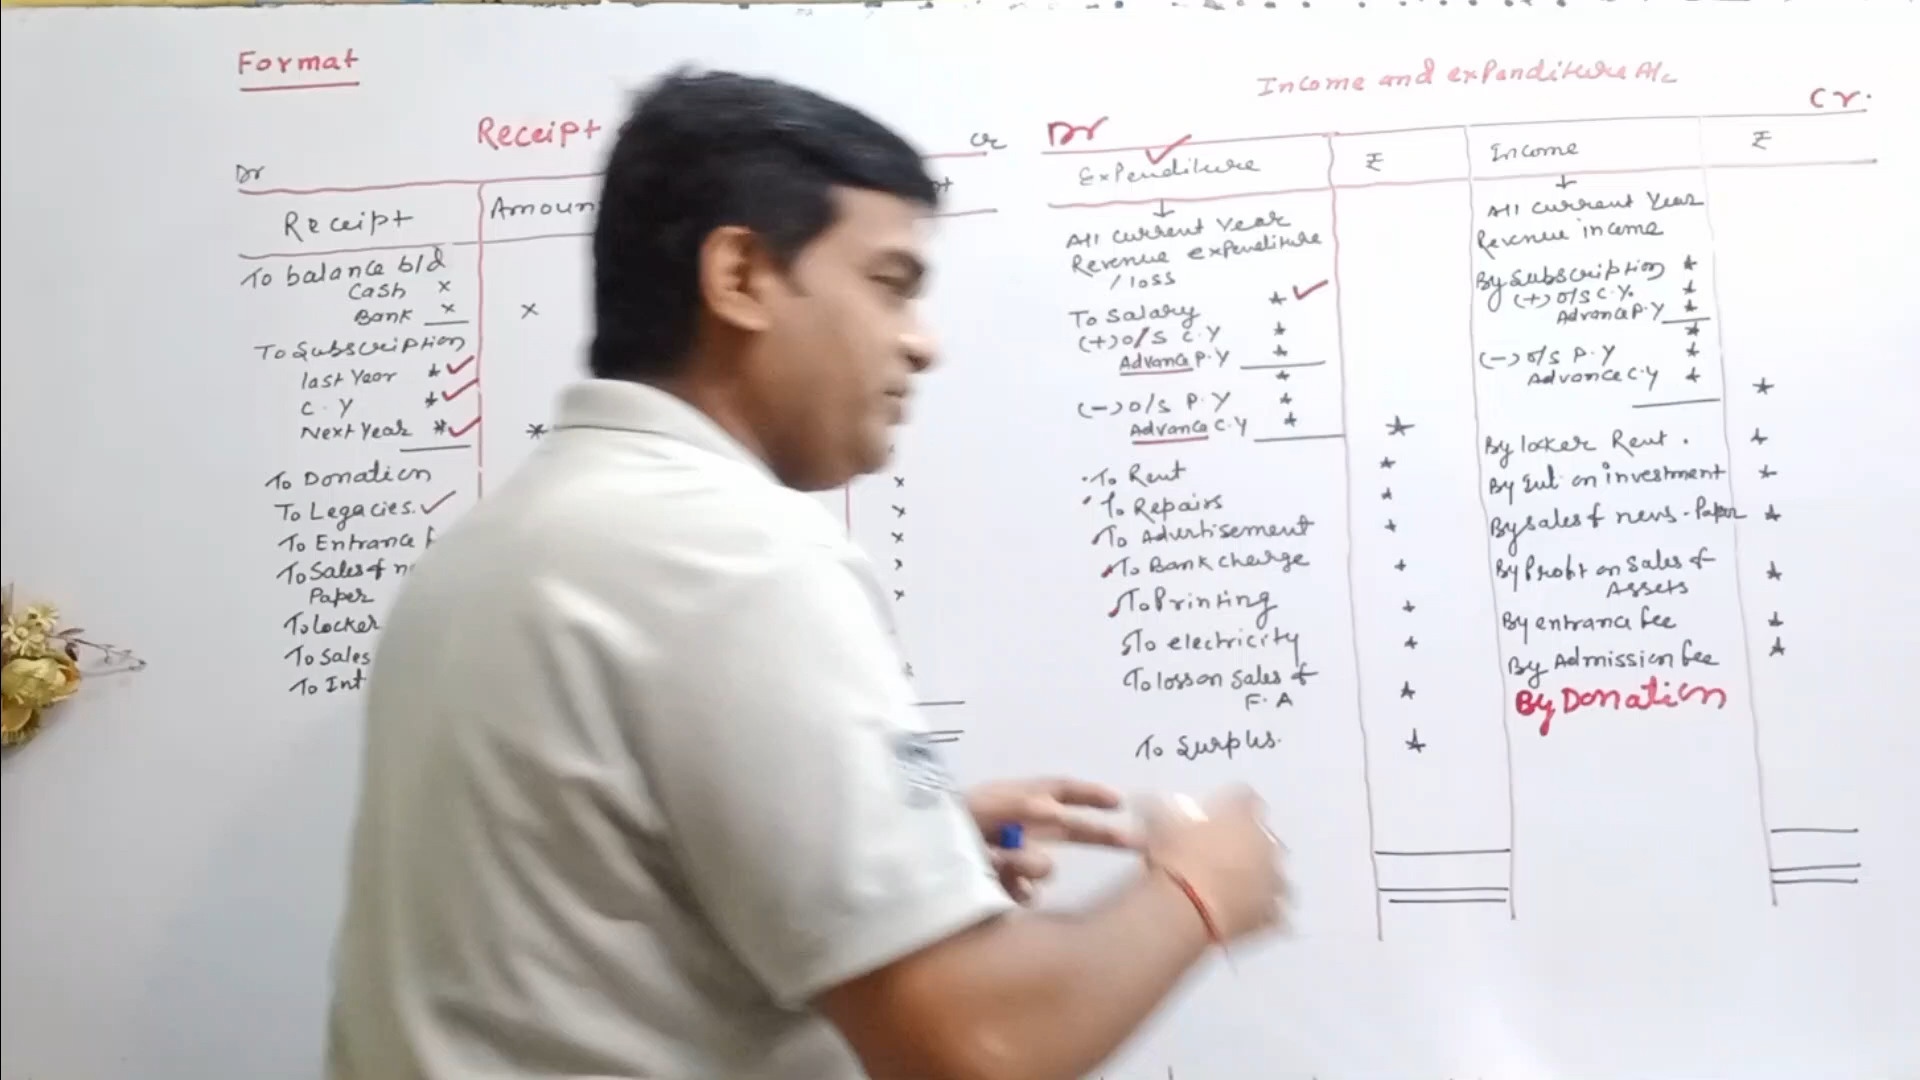 Format
Receipt
Dr
Cr
Receipt
Amoun
To balance b/d
Cash ×
Bank ×
×
To Subscription
last Year *✓
C.Y *✓
Next Year *✓
*
To Donation
To Legacies. ✓
To Entrance f
To Sales of n
Paper
To locker
To Sales
To Int
×
×
×
×
Income and expenditure A/c
Dr
Cr.
Expenditure
₹
Income
₹
All current Year
Revenue expenditure
/ loss
To Salary * ✓
(+) O/S C.Y *
Advance P.Y *
*
(-) O/S P.Y *
Advance C.Y * *
To Rent *
To Repairs *
To Advertisement *
To Bank charge *
To Printing *
To electricity *
To loss on Sales of
F.A *
To Surplus. *
All current Year
Revenue income
By Subscription *
(+) O/S C.Y. *
Advance P.Y *
*
(-) O/S P.Y *
Advance C.Y * *
By locker Rent. *
By Int on investment *
By Sales of news-Paper *
By Profit on Sales of
Assets *
By entrance fee *
By Admission fee *
By Donation